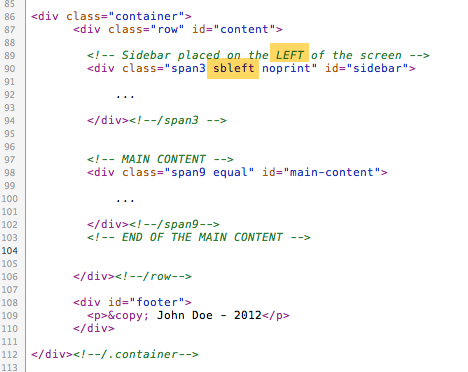 85
86 <div class="container">
87 <div class="row" id="content">
88
89 <!-- Sidebar placed on the LEFT of the screen -->
90 <div class="span3 sbleft noprint" id="sidebar">
91
92 ...
93
94 </div><!--/span3 -->
95
96
97 <!-- MAIN CONTENT -->
98 <div class="span9 equal" id="main-content">
99
100 ...
101
102 </div><!--/span9-->
103 <!-- END OF THE MAIN CONTENT -->
104
105
106 </div><!--/row-->
107
108 <div id="footer">
109 <p>&copy; John Doe - 2012</p>
110 </div>
111
112 </div><!--/.container-->
113